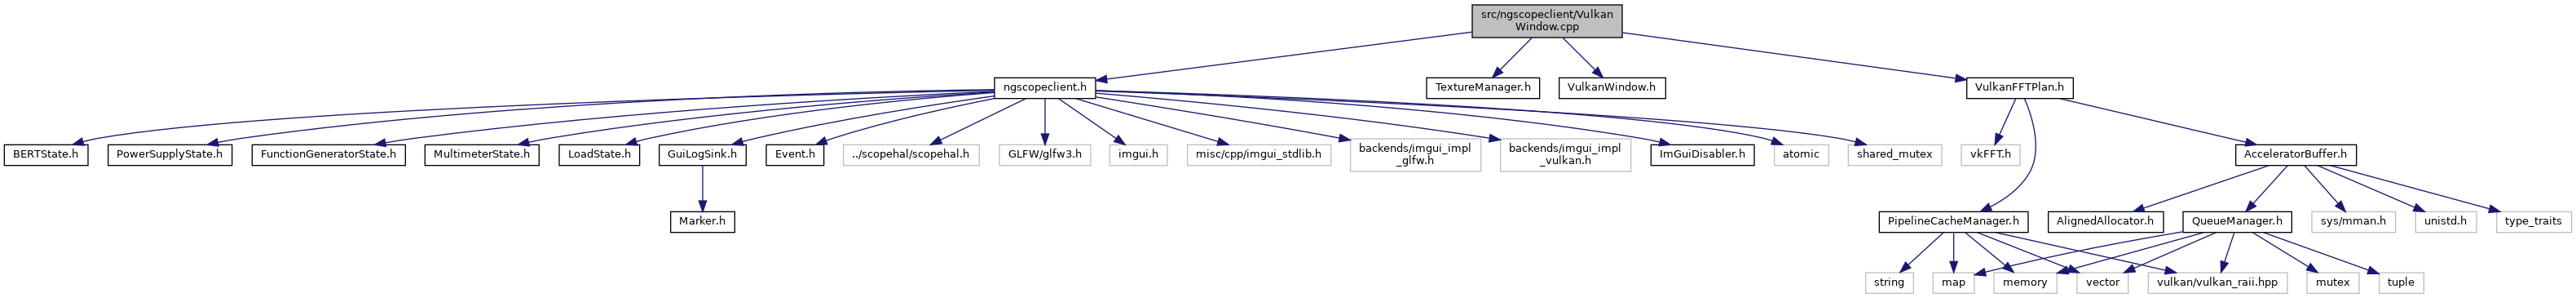 src/ngscopeclient/Vulkan
Window.cpp
ngscopeclient.h
TextureManager.h
VulkanWindow.h
VulkanFFTPlan.h
BERTState.h
PowerSupplyState.h
FunctionGeneratorState.h
MultimeterState.h
LoadState.h
GuiLogSink.h
Event.h
../scopehal/scopehal.h
GLFW/glfw3.h
imgui.h
misc/cpp/imgui_stdlib.h
backends/imgui_impl
_glfw.h
backends/imgui_impl
_vulkan.h
ImGuiDisabler.h
atomic
shared_mutex
vkFFT.h
AcceleratorBuffer.h
Marker.h
PipelineCacheManager.h
AlignedAllocator.h
QueueManager.h
sys/mman.h
unistd.h
type_traits
string
map
memory
vector
vulkan/vulkan_raii.hpp
mutex
tuple